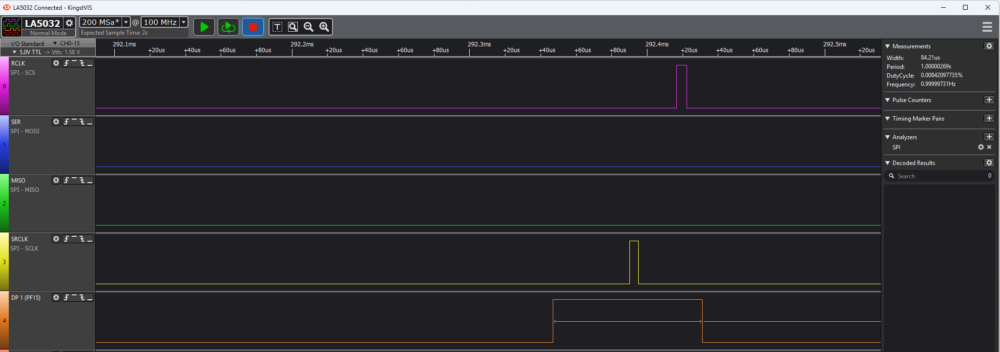 LA5032 Connected - KingstVIS
LA5032
Normal Mode
200 MSa* @ 100 MHz
Expected Sample Time: 2s
T
I/O Standard CH0-15
5.0V TTL -> Vth: 1.58 V
292.1ms 292.2ms 292.3ms 292.4ms 292.5ms
+20us +40us +60us +80us +20us +40us +60us +80us +20us +40us +60us +80us +20us +40us +60us +80us +20us
RCLK
SPI - SCS
0
SER
SPI - MOSI
1
MISO
SPI - MISO
2
SRCLK
SPI - SCLK
3
DP 1 (PF15)
4
Measurements
Width: 84.21us
Period: 1.00000269s
DutyCycle: 0.00842097735%
Frequency: 0.99999731Hz
Pulse Counters
Timing Marker Pairs
Analyzers
SPI
Decoded Results
Search 0